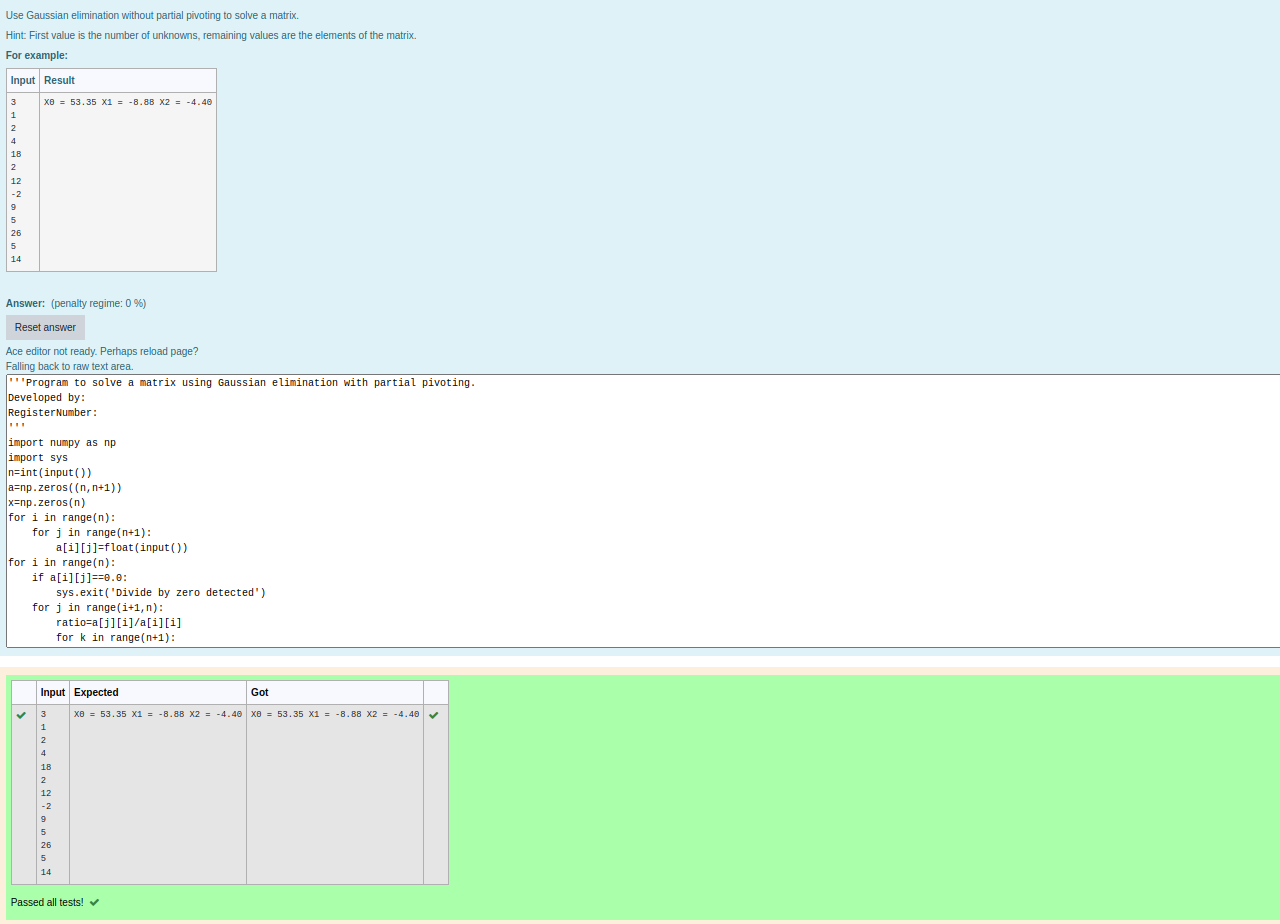 Use Gaussian elimination without partial pivoting to solve a matrix.
Hint: First value is the number of unknowns, remaining values are the elements of the matrix.
For example:
Input Result
3 X0 = 53.35 X1 = -8.88 X2 = -4.40
1
2
4
18
2
12
-2
9
5
26
5
14
Answer: (penalty regime: 0 %)
Reset answer
Ace editor not ready. Perhaps reload page?
Falling back to raw text area.
'''Program to solve a matrix using Gaussian elimination with partial pivoting.
Developed by:
RegisterNumber:
'''
import numpy as np
import sys
n=int(input())
a=np.zeros((n,n+1))
x=np.zeros(n)
for i in range(n):
    for j in range(n+1):
        a[i][j]=float(input())
for i in range(n):
    if a[i][j]==0.0:
        sys.exit('Divide by zero detected')
    for j in range(i+1,n):
        ratio=a[j][i]/a[i][i]
        for k in range(n+1):
Input Expected Got
3 X0 = 53.35 X1 = -8.88 X2 = -4.40 X0 = 53.35 X1 = -8.88 X2 = -4.40
1
2
4
18
2
12
-2
9
5
26
5
14
Passed all tests!